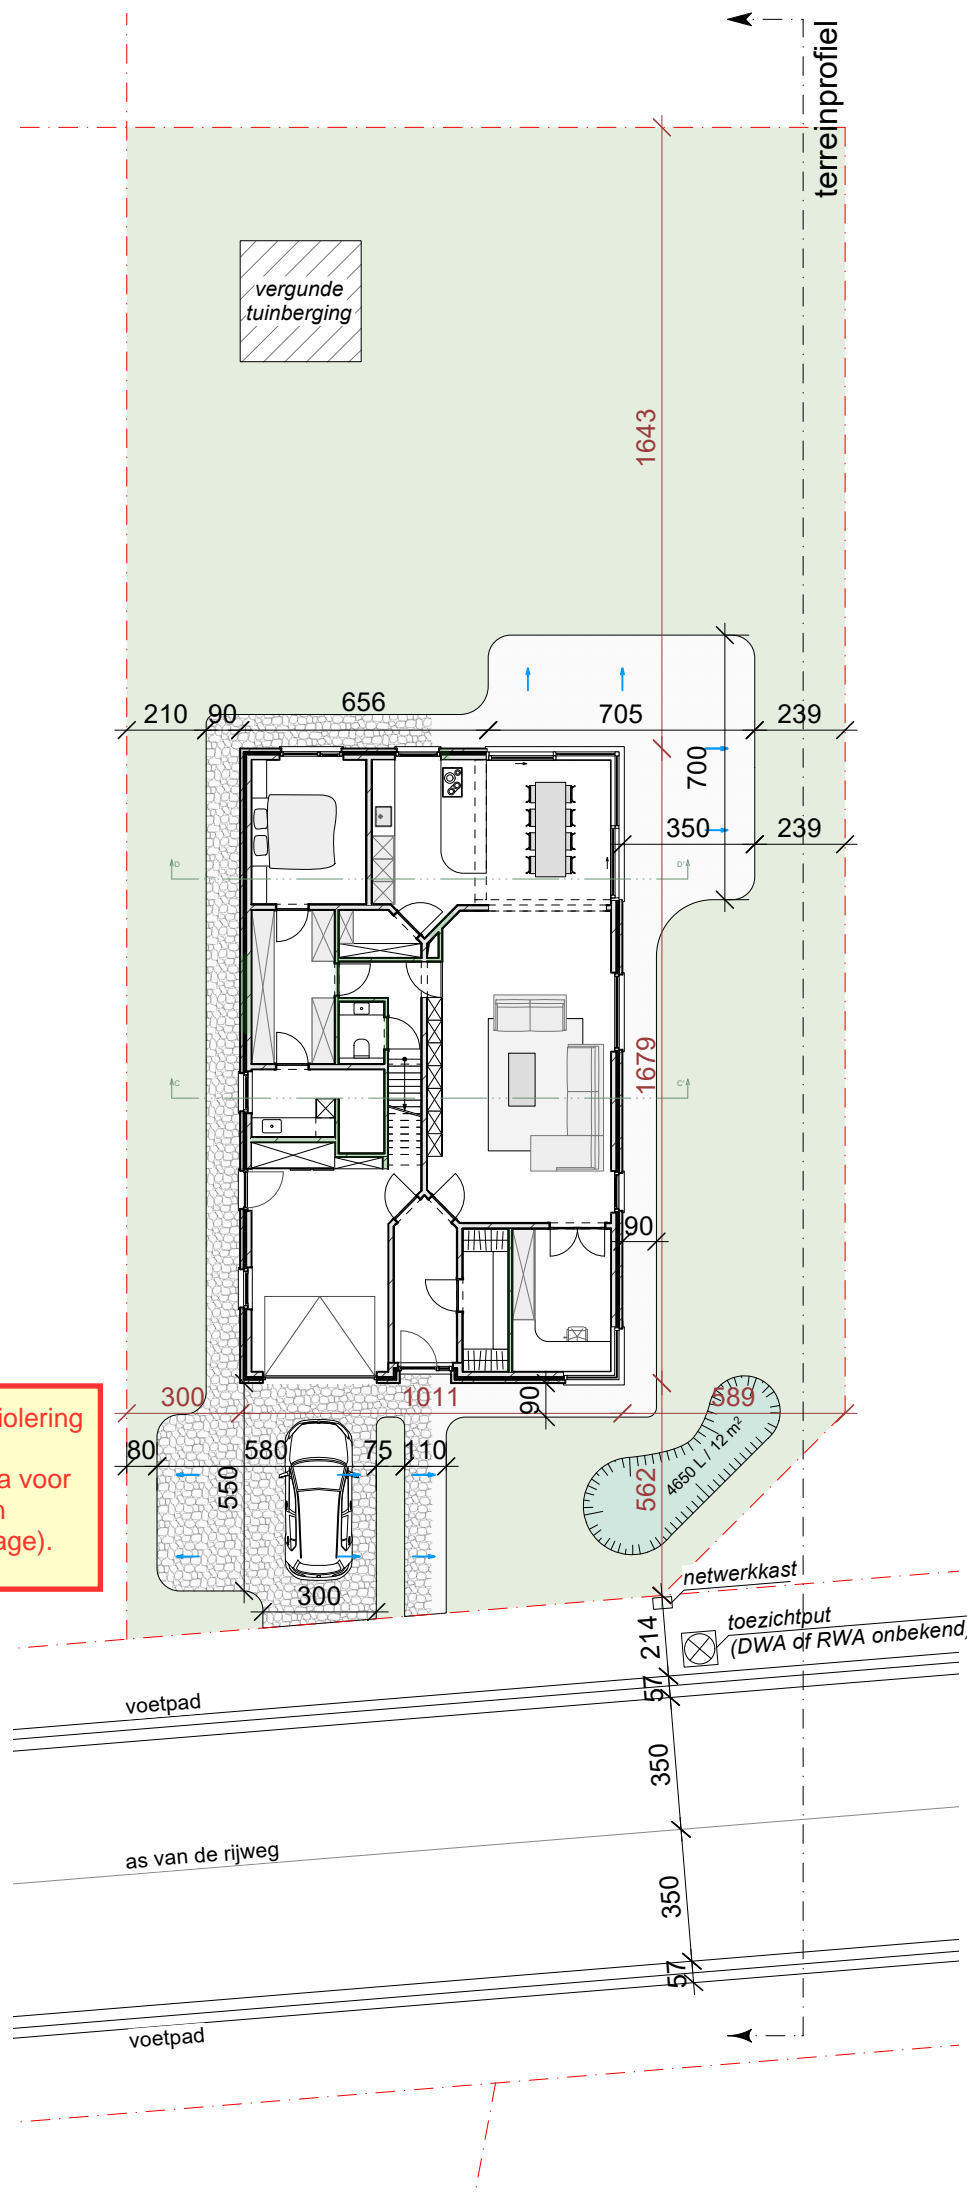 terreinprofiel
vergunde
tuinberging
1643
210
90
656
705
239
700
350
239
D
D'
1679
C
C'
90
300
1011
90
589
80
580
75
110
550
4650 L / 12 m²
562
300
iolering
a voor
n
age).
netwerkkast
214
toezichtput
(DWA of RWA onbekend)
57
voetpad
350
as van de rijweg
350
57
voetpad